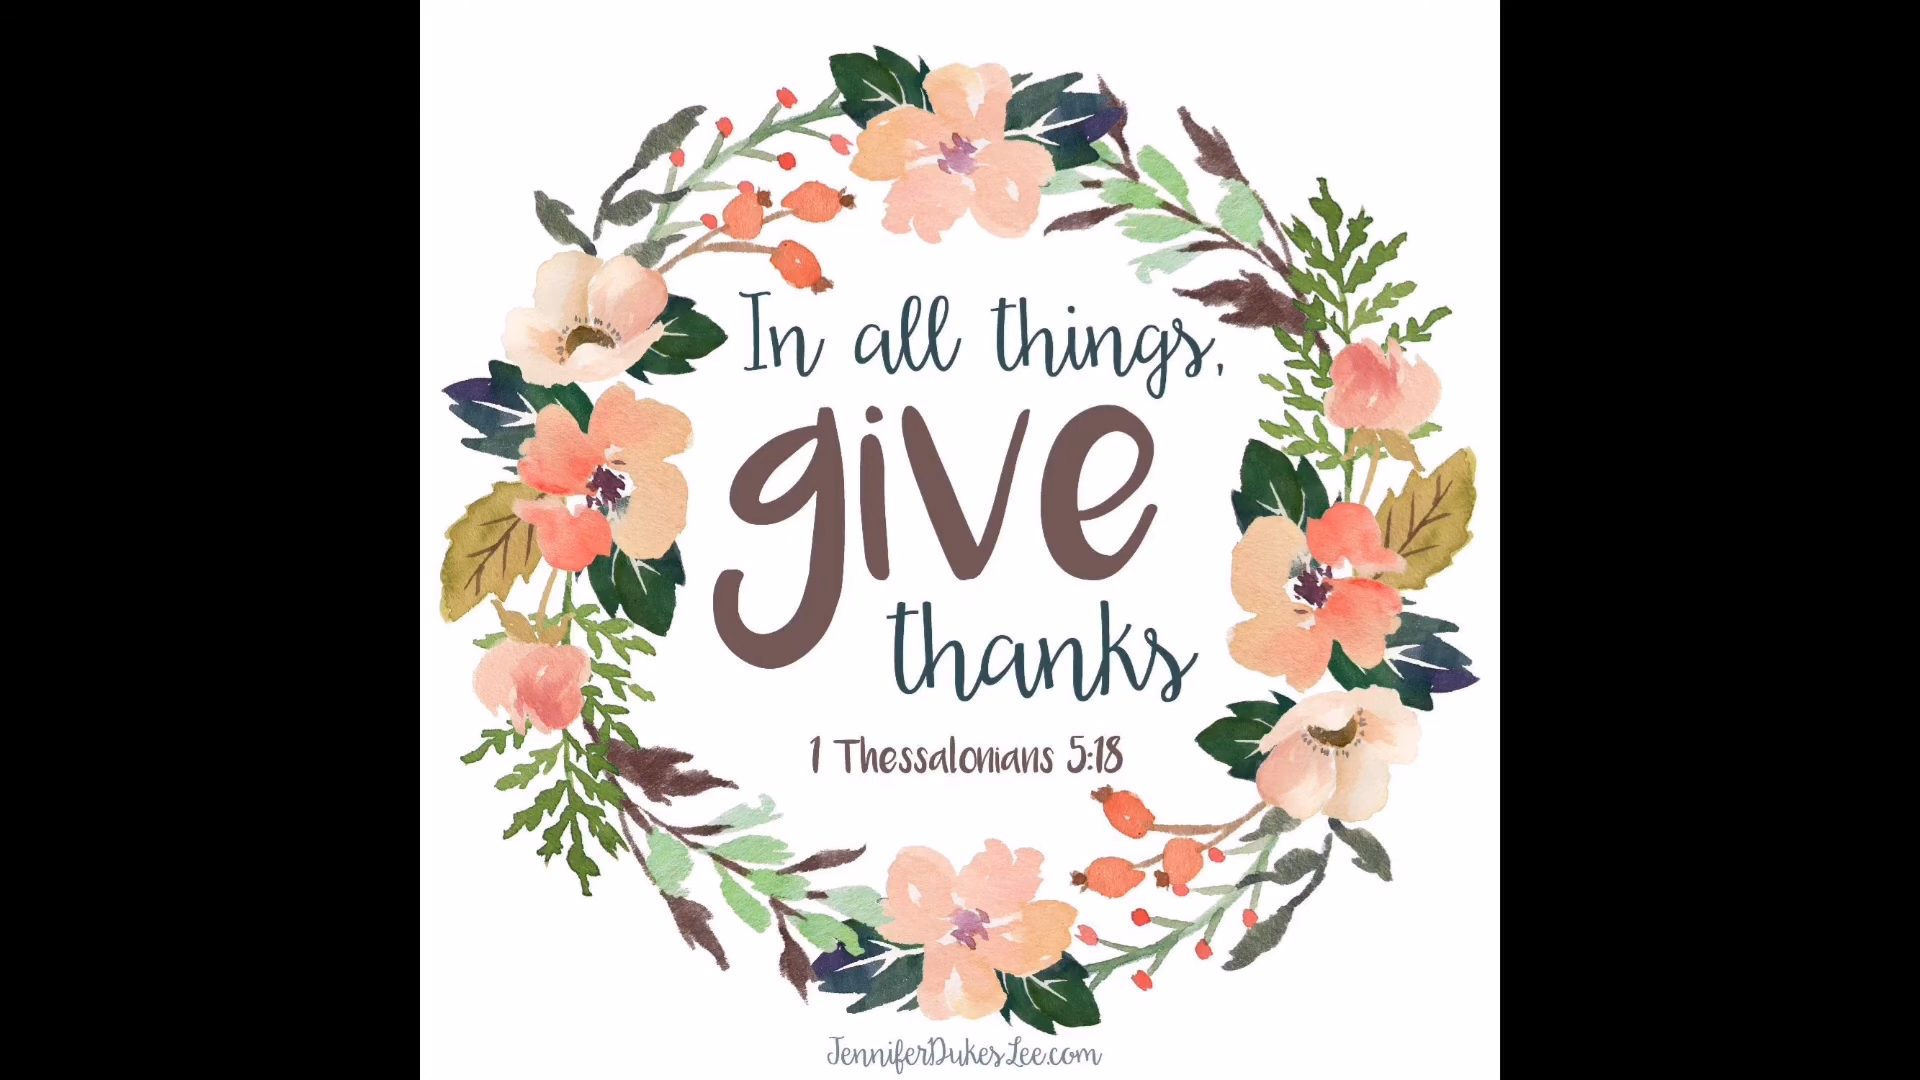 In all things,
give
thanks
1 Thessalonians 5:18
JenniferDukesLee.com